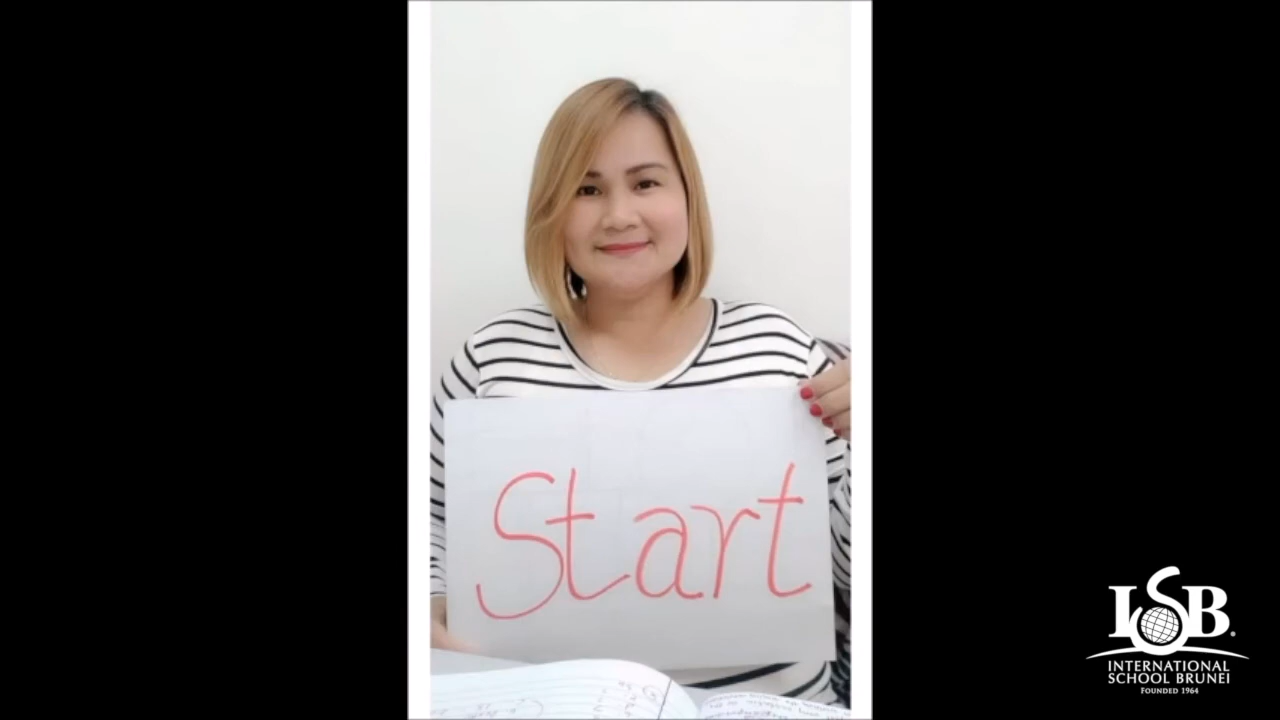 Start
ISB
INTERNATIONAL
SCHOOL BRUNEI
FOUNDED 1964